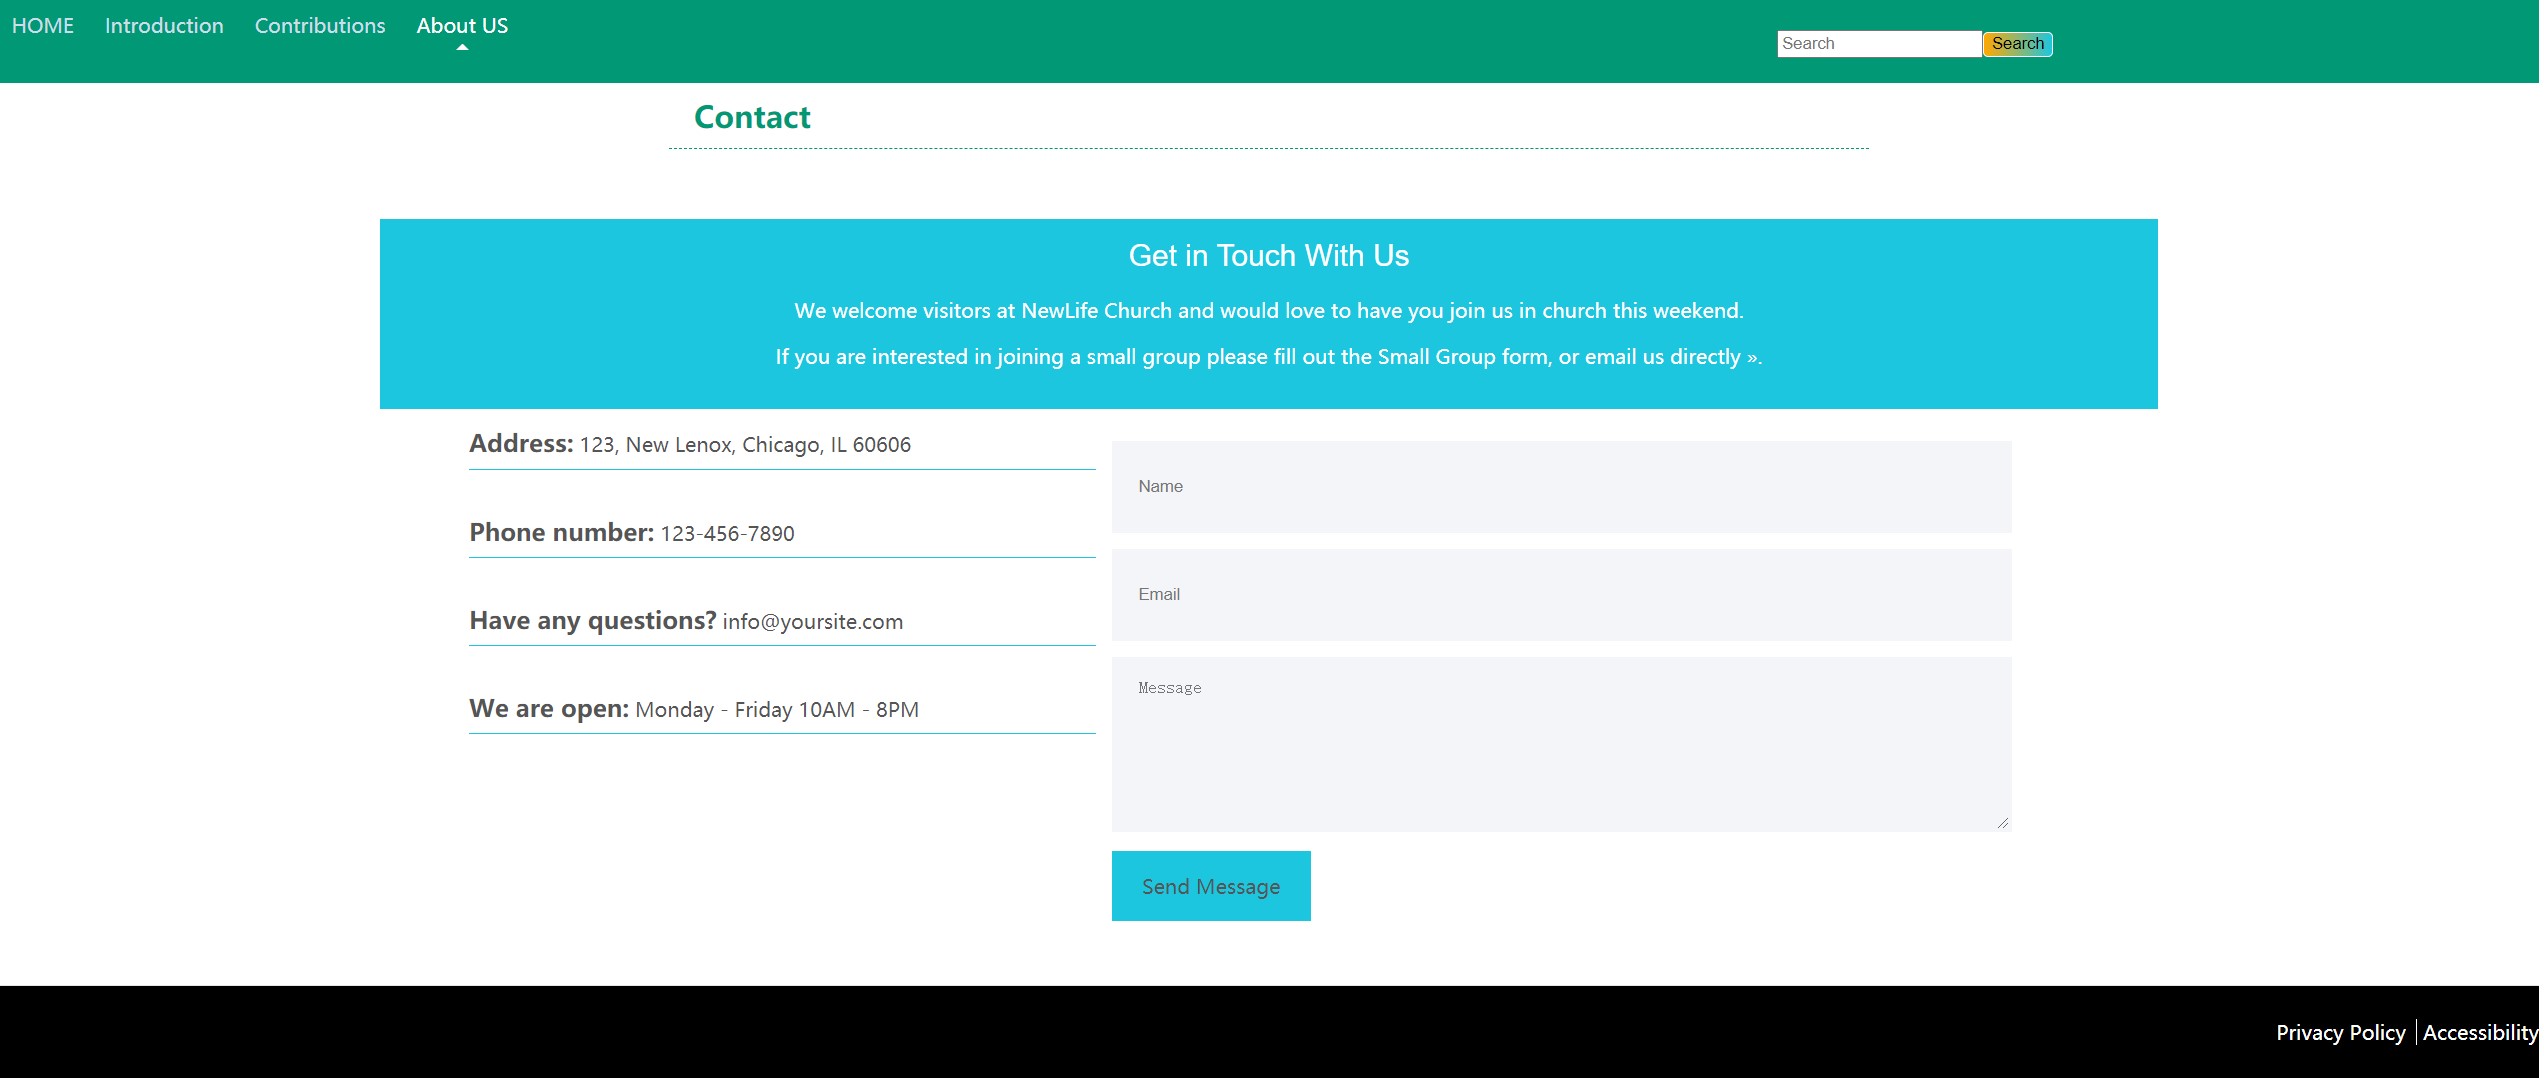 HOME Introduction Contributions About US
Search Search
Contact
Get in Touch With Us
We welcome visitors at NewLife Church and would love to have you join us in church this weekend.
If you are interested in joining a small group please fill out the Small Group form, or email us directly ».
Address: 123, New Lenox, Chicago, IL 60606
Phone number: 123-456-7890
Have any questions? info@yoursite.com
We are open: Monday - Friday 10AM - 8PM
Name
Email
Message
Send Message
Privacy Policy Accessibility